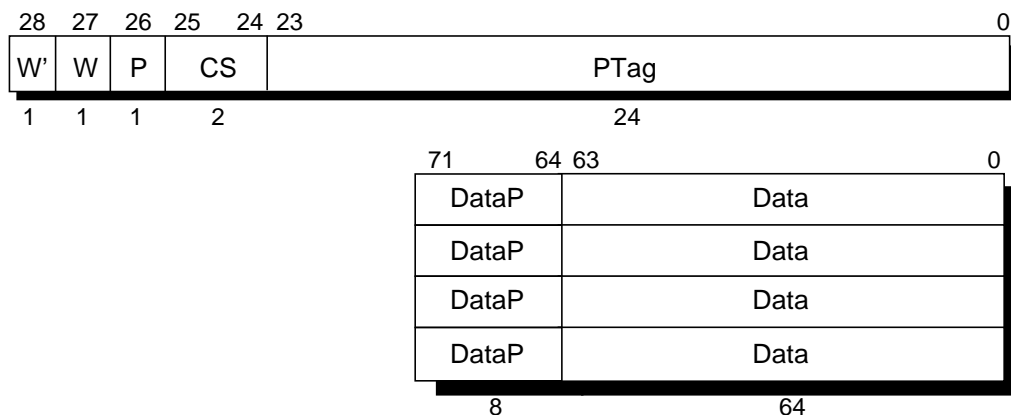 28 27 26 25 24 23 0
W' W P CS PTag
1 1 1 2 24
71 64 63 0
DataP Data
DataP Data
DataP Data
DataP Data
8 64